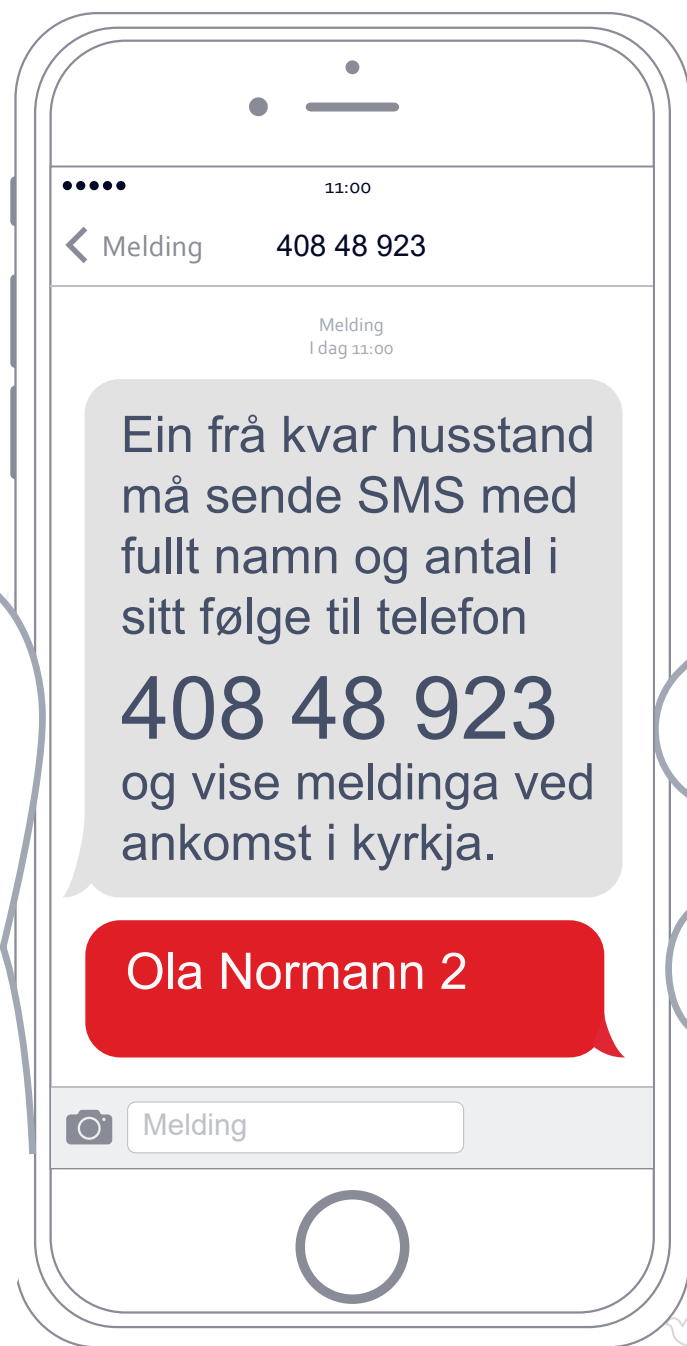 11:00
Melding 408 48 923
Melding
I dag 11:00
Ein frå kvar husstand
må sende SMS med
fullt namn og antal i
sitt følge til telefon
408 48 923
og vise meldinga ved
ankomst i kyrkja.
Ola Normann 2
Melding